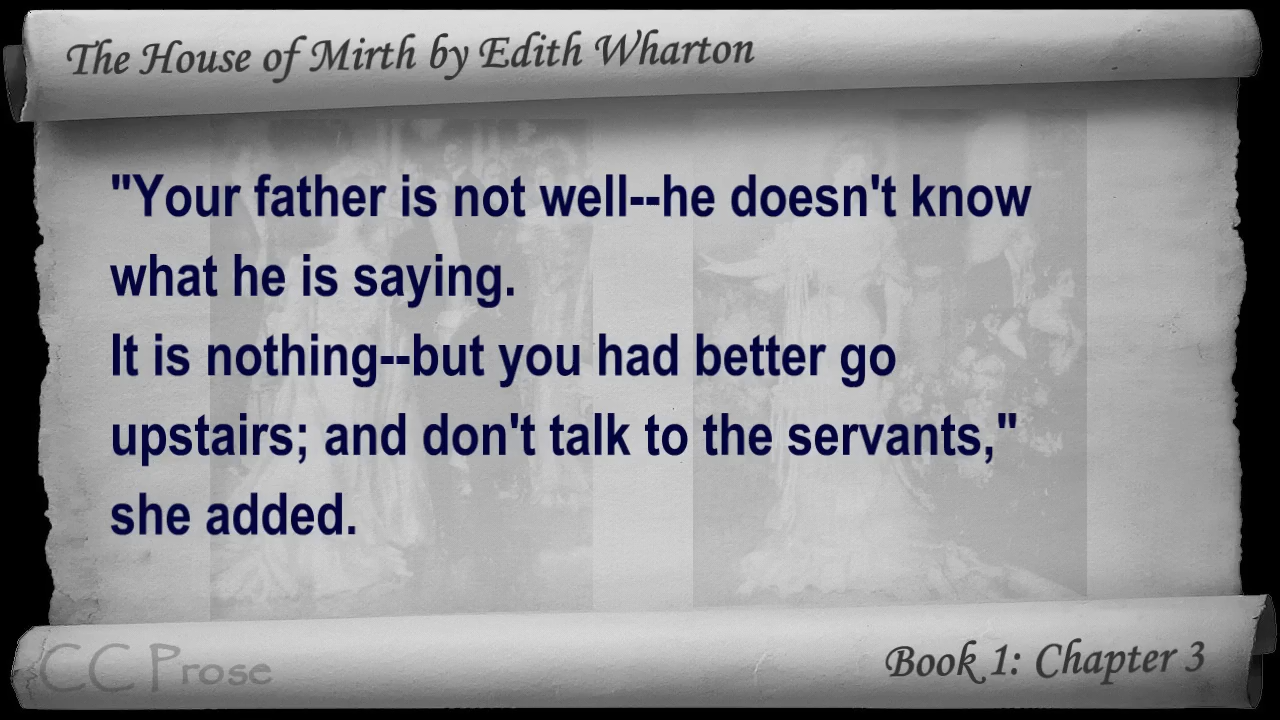 The House of Mirth by Edith Wharton
"Your father is not well--he doesn't know
what he is saying.
It is nothing--but you had better go
upstairs; and don't talk to the servants,"
she added.
CC Prose
Book 1: Chapter 3